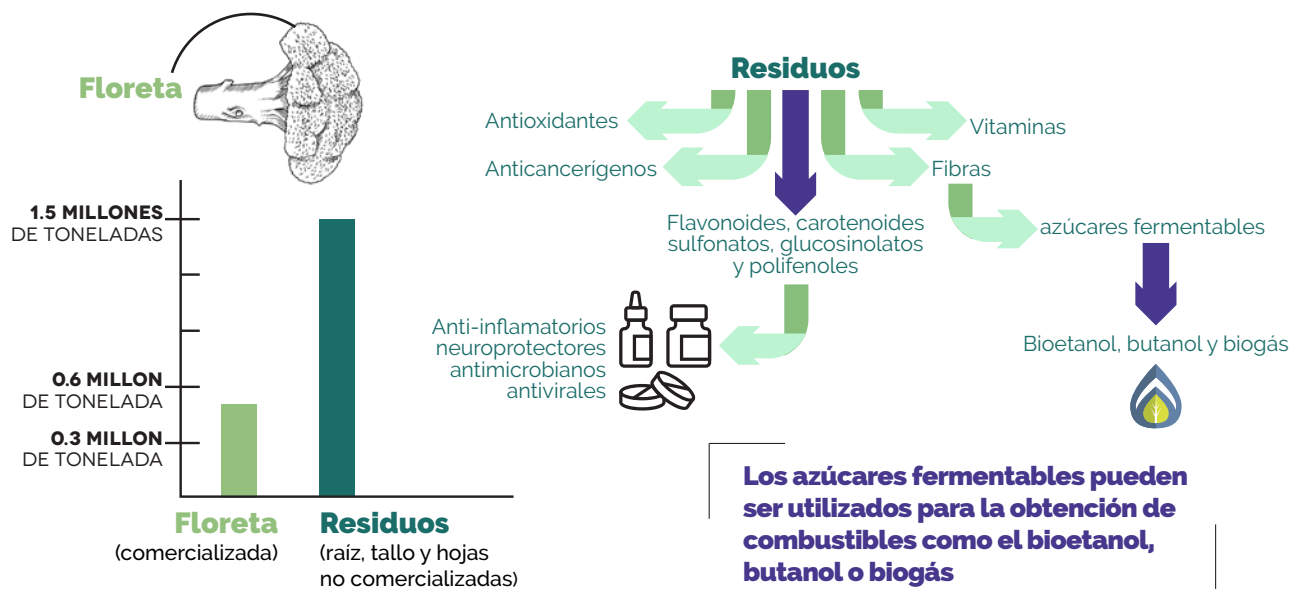 Floreta
1.5 MILLONES
DE TONELADAS
0.6 MILLON
DE TONELADA
0.3 MILLON
DE TONELADA
Floreta
(comercializada)
Residuos
(raíz, tallo y hojas
no comercializadas)
Residuos
Antioxidantes
Vitaminas
Anticancerígenos
Fibras
Flavonoides, carotenoides
sulfonatos, glucosinolatos
y polifenoles
azúcares fermentables
Anti-inflamatorios
neuroprotectores
antimicrobianos
antivirales
Bioetanol, butanol y biogás
Los azúcares fermentables pueden
ser utilizados para la obtención de
combustibles como el bioetanol,
butanol o biogás